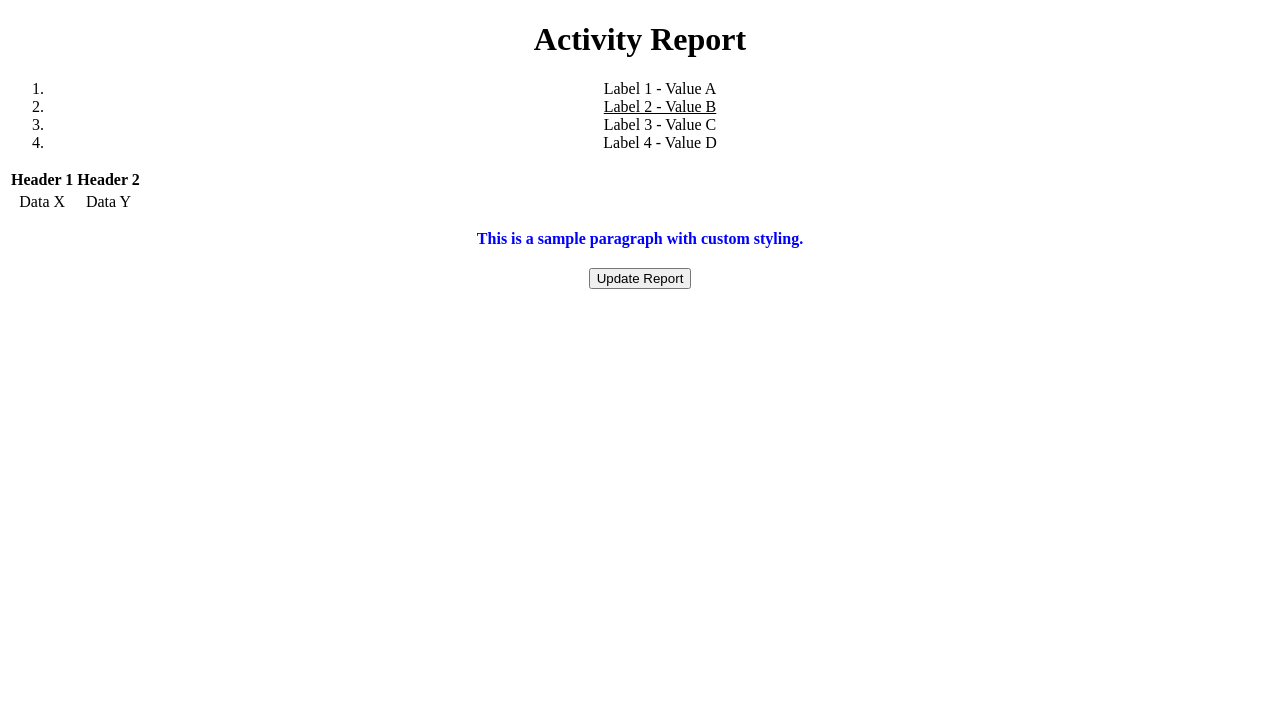 Activity Report
1. Label 1 - Value A
2. Label 2 - Value B
3. Label 3 - Value C
4. Label 4 - Value D
Header 1 Header 2
Data X Data Y
This is a sample paragraph with custom styling.
Update Report